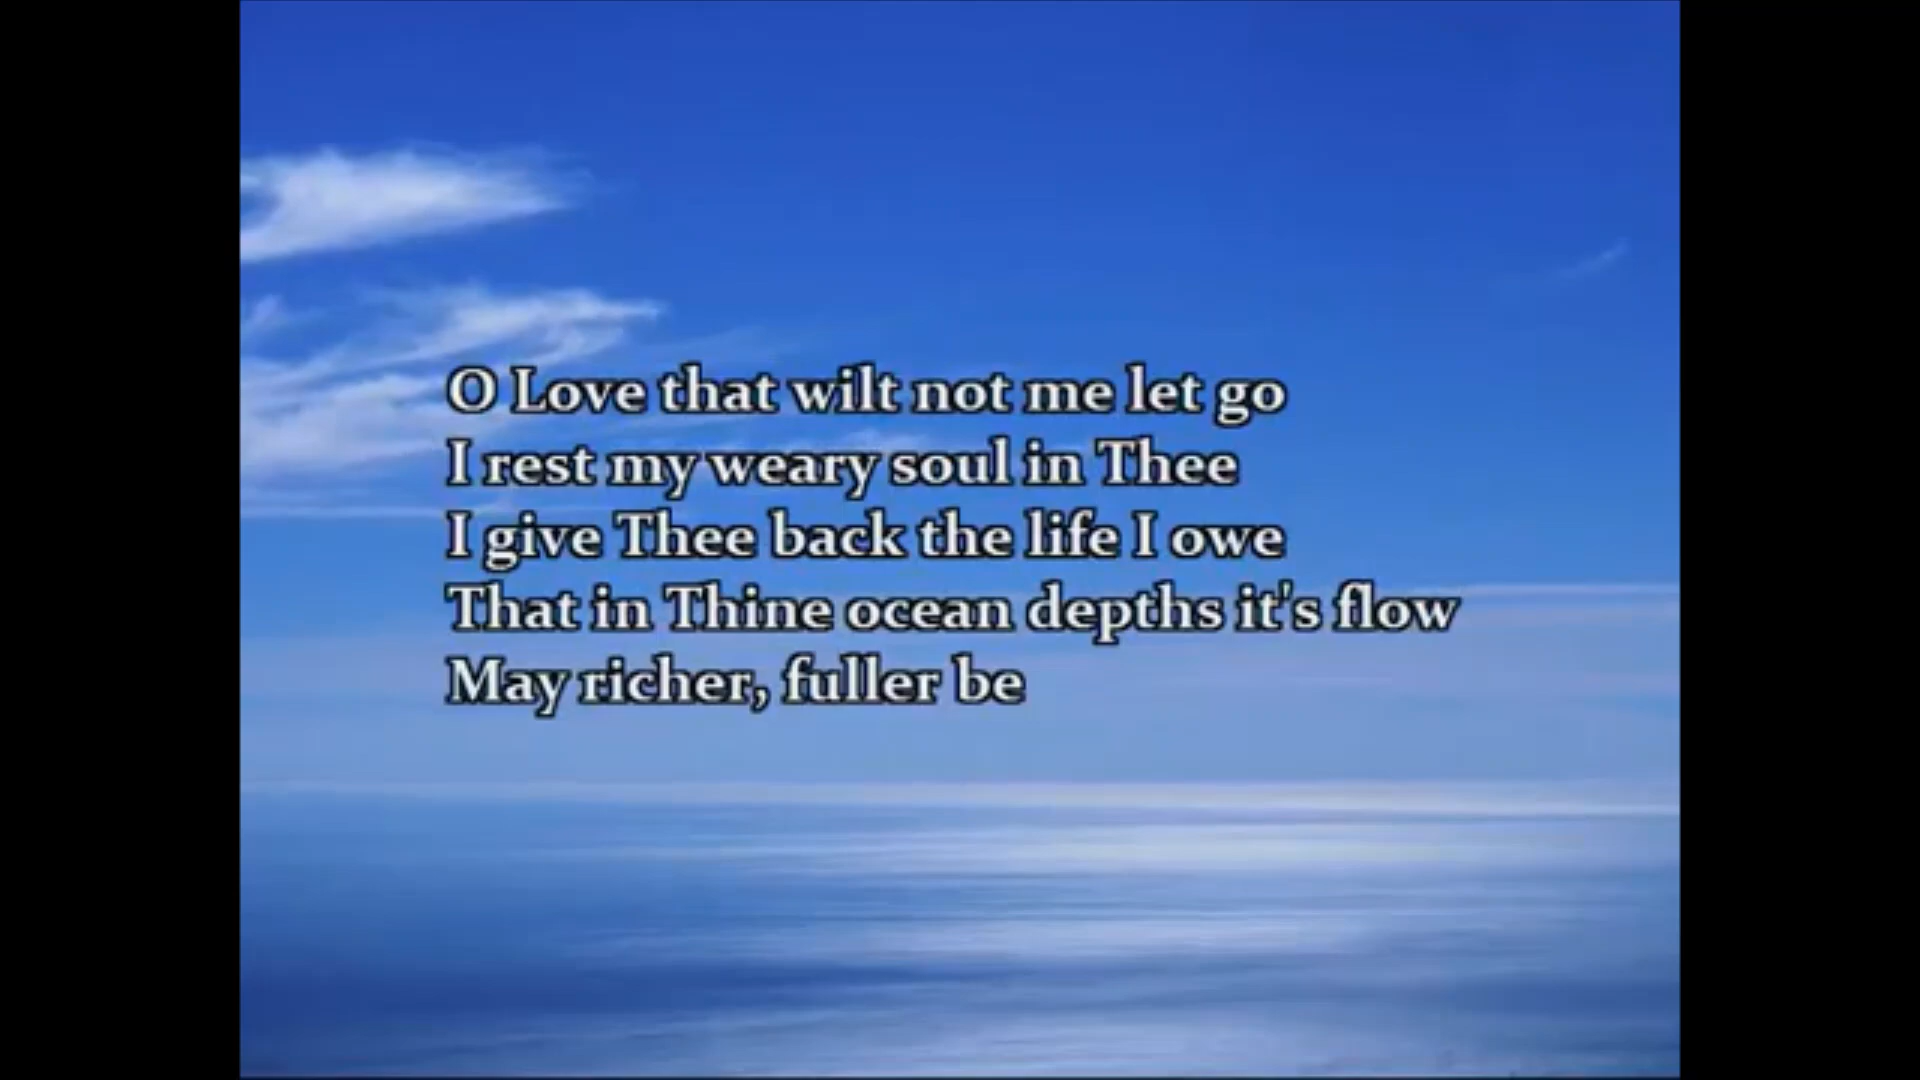 O Love that wilt not me let go
I rest my weary soul in Thee
I give Thee back the life I owe
That in Thine ocean depths it's flow
May richer, fuller be